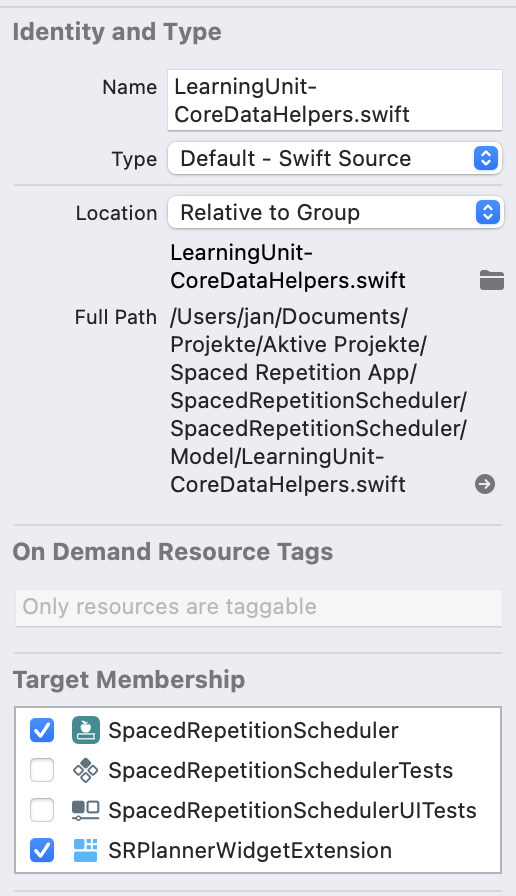 Identity and Type
Name LearningUnit-
CoreDataHelpers.swift
Type Default - Swift Source
Location Relative to Group
LearningUnit-
CoreDataHelpers.swift
Full Path /Users/jan/Documents/
Projekte/Aktive Projekte/
Spaced Repetition App/
SpacedRepetitionScheduler/
SpacedRepetitionScheduler/
Model/LearningUnit-
CoreDataHelpers.swift
On Demand Resource Tags
Only resources are taggable
Target Membership
SpacedRepetitionScheduler
SpacedRepetitionSchedulerTests
SpacedRepetitionSchedulerUITests
SRPlannerWidgetExtension